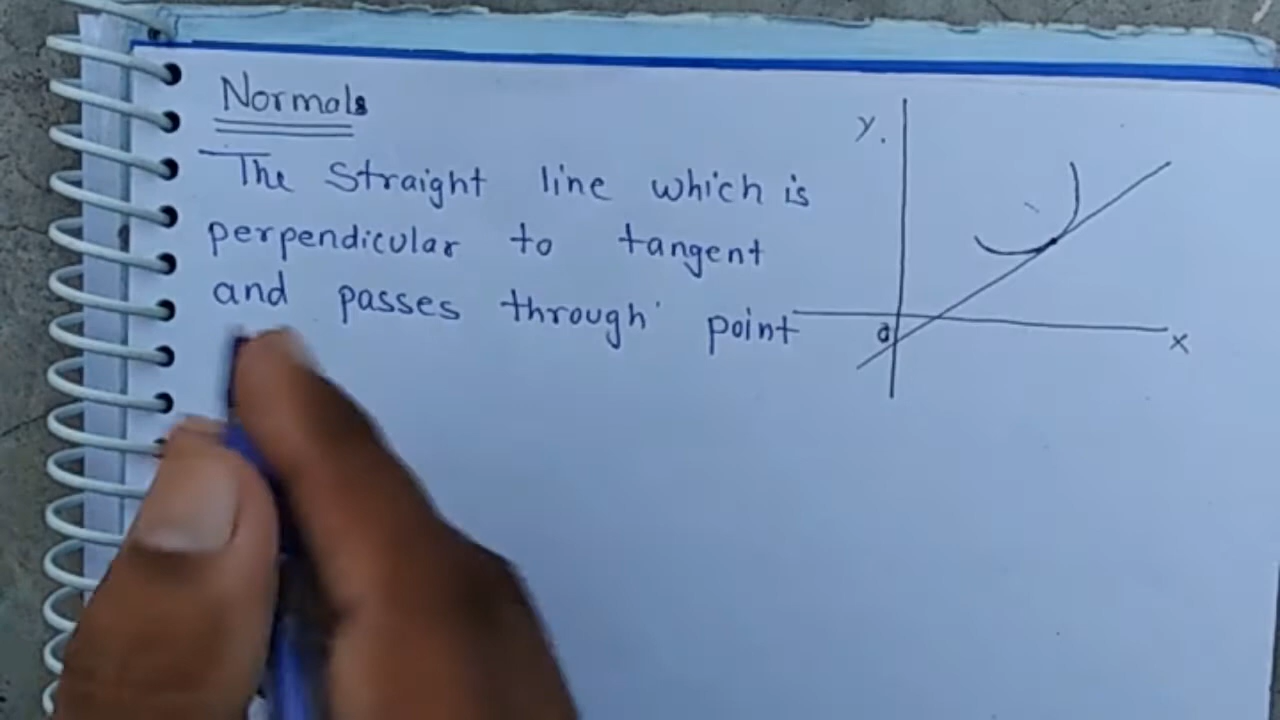 Normals
The straight line which is
perpendicular to tangent
and passes through point
y.
o
x